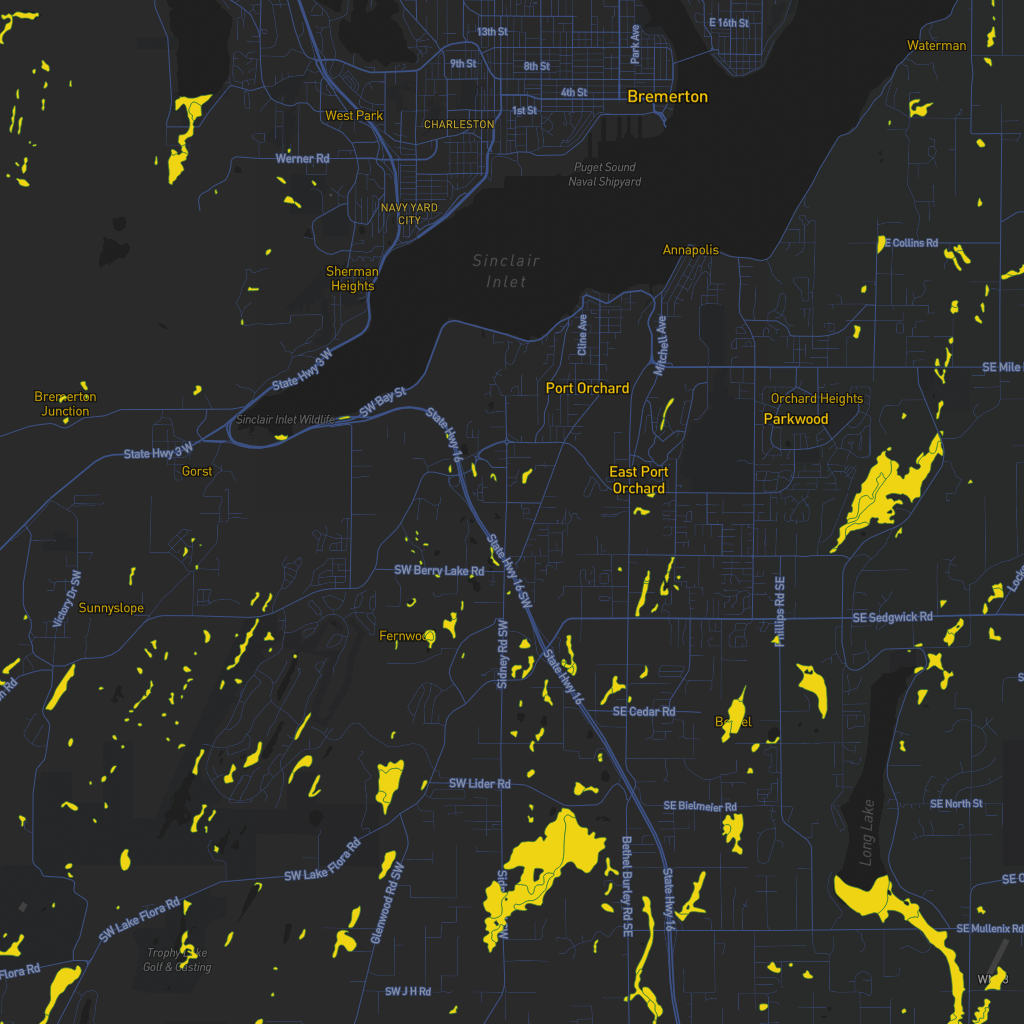 E 16th St
13th St
Park Ave
Waterman
9th St
8th St
4th St
Bremerton
1st St
West Park
CHARLESTON
Werner Rd
Puget Sound
Naval Shipyard
NAVY YARD
CITY
E Collins Rd
Annapolis
Sinclair
Inlet
Sherman
Heights
Cline Ave
Mitchell Ave
State Hwy 3 W
SE Mile
Port Orchard
Bremerton
Junction
SW Bay St
Orchard Heights
Parkwood
Sinclair Inlet Wildlife
State Hwy 16
State Hwy 3 W
Gorst
East Port
Orchard
State Hwy 16 SW
SW Berry Lake Rd
Victory Dr SW
Phillips Rd SE
Sunnyslope
SE Sedgwick Rd
Sidney Rd SW
State Hwy 16
SE Cedar Rd
SW Lider Rd
SE Bielmeier Rd
SE North St
Long Lake
SW Lake Flora Rd
Bethel Burley Rd SE
State Hwy 16
Glenwood Rd SW
SW Lake Flora Rd
SE Mullenix Rd
Trophy Lake
Golf & Casting
Flora Rd
SW J H Rd